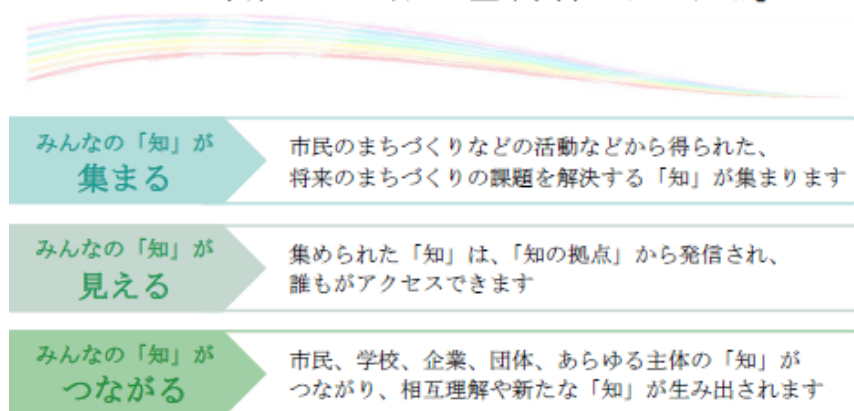 みんなの「知」が
集まる
市民のまちづくりなどの活動などから得られた、
将来のまちづくりの課題を解決する「知」が集まります
みんなの「知」が
見える
集められた「知」は、「知の拠点」から発信され、
誰もがアクセスできます
みんなの「知」が
つながる
市民、学校、企業、団体、あらゆる主体の「知」が
つながり、相互理解や新たな「知」が生み出されます